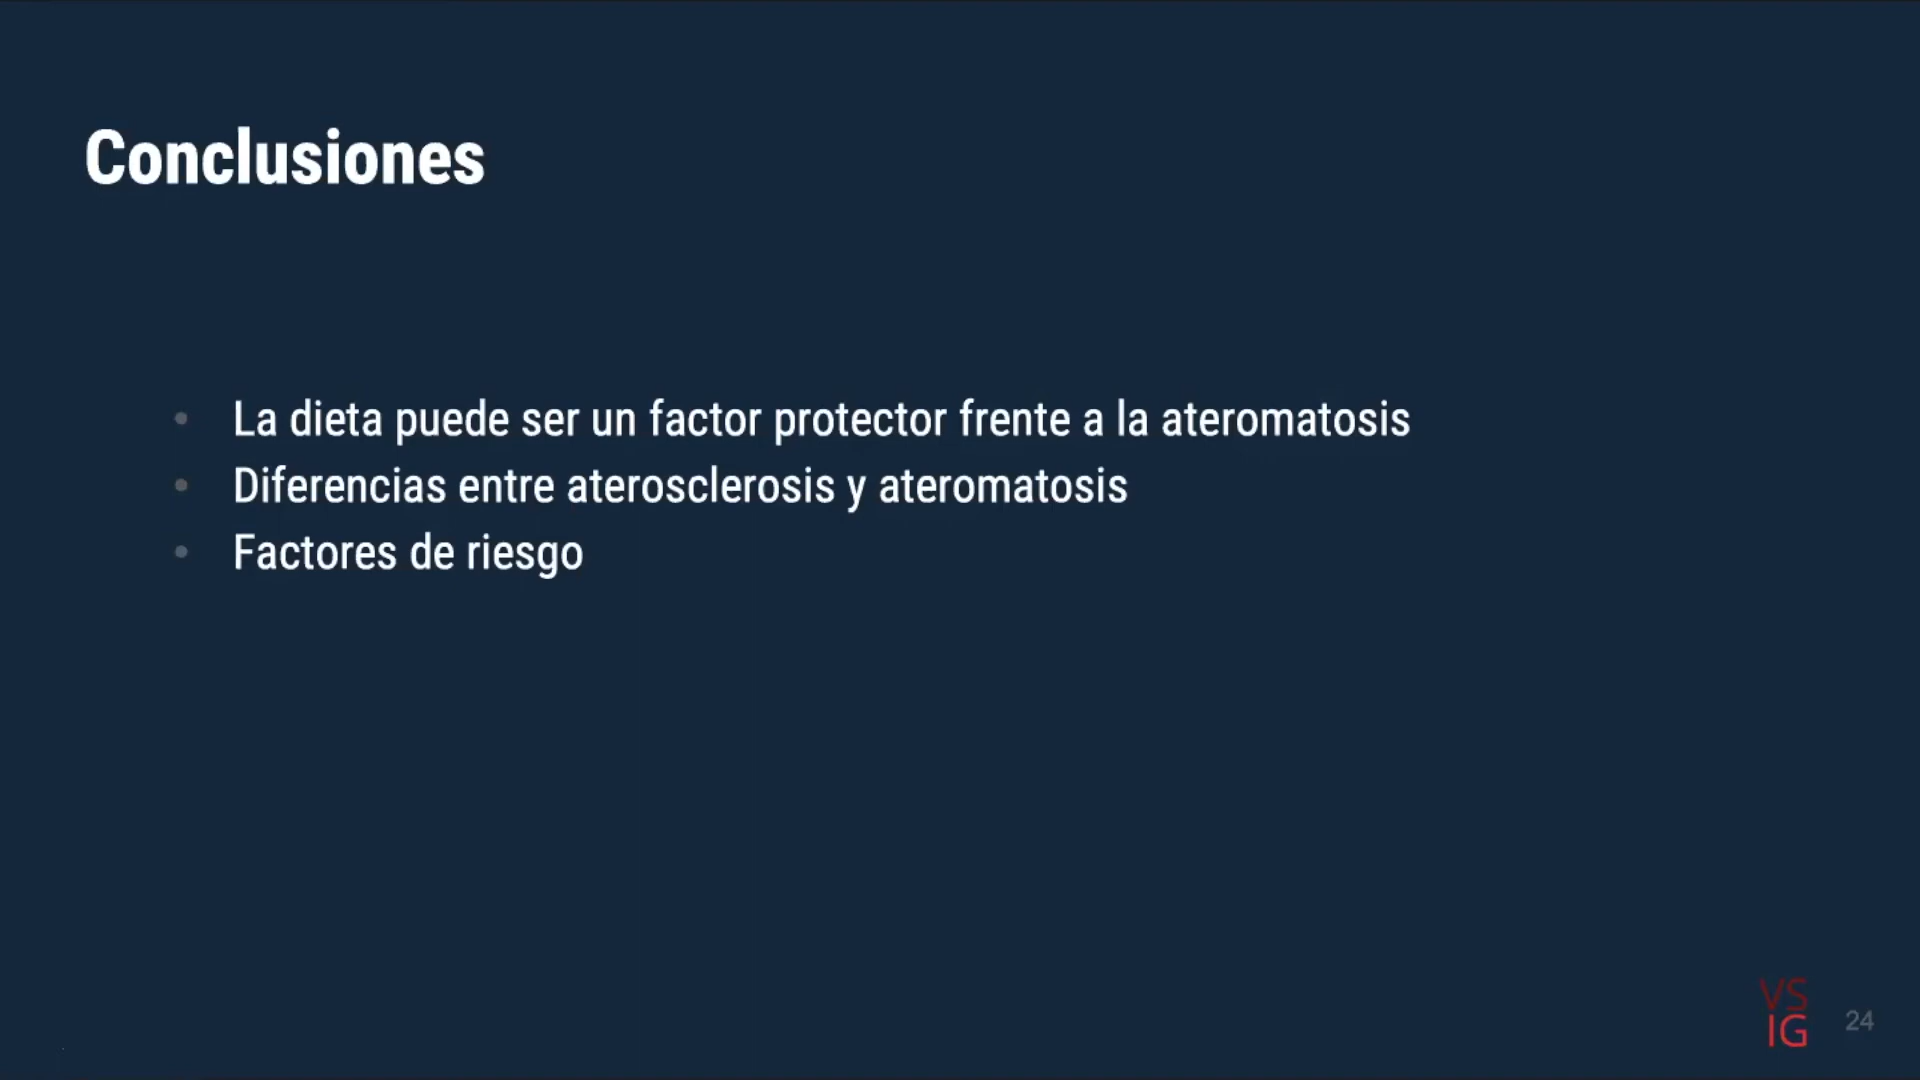 Conclusiones
• La dieta puede ser un factor protector frente a la ateromatosis
• Diferencias entre aterosclerosis y ateromatosis
• Factores de riesgo
VS
IG
24